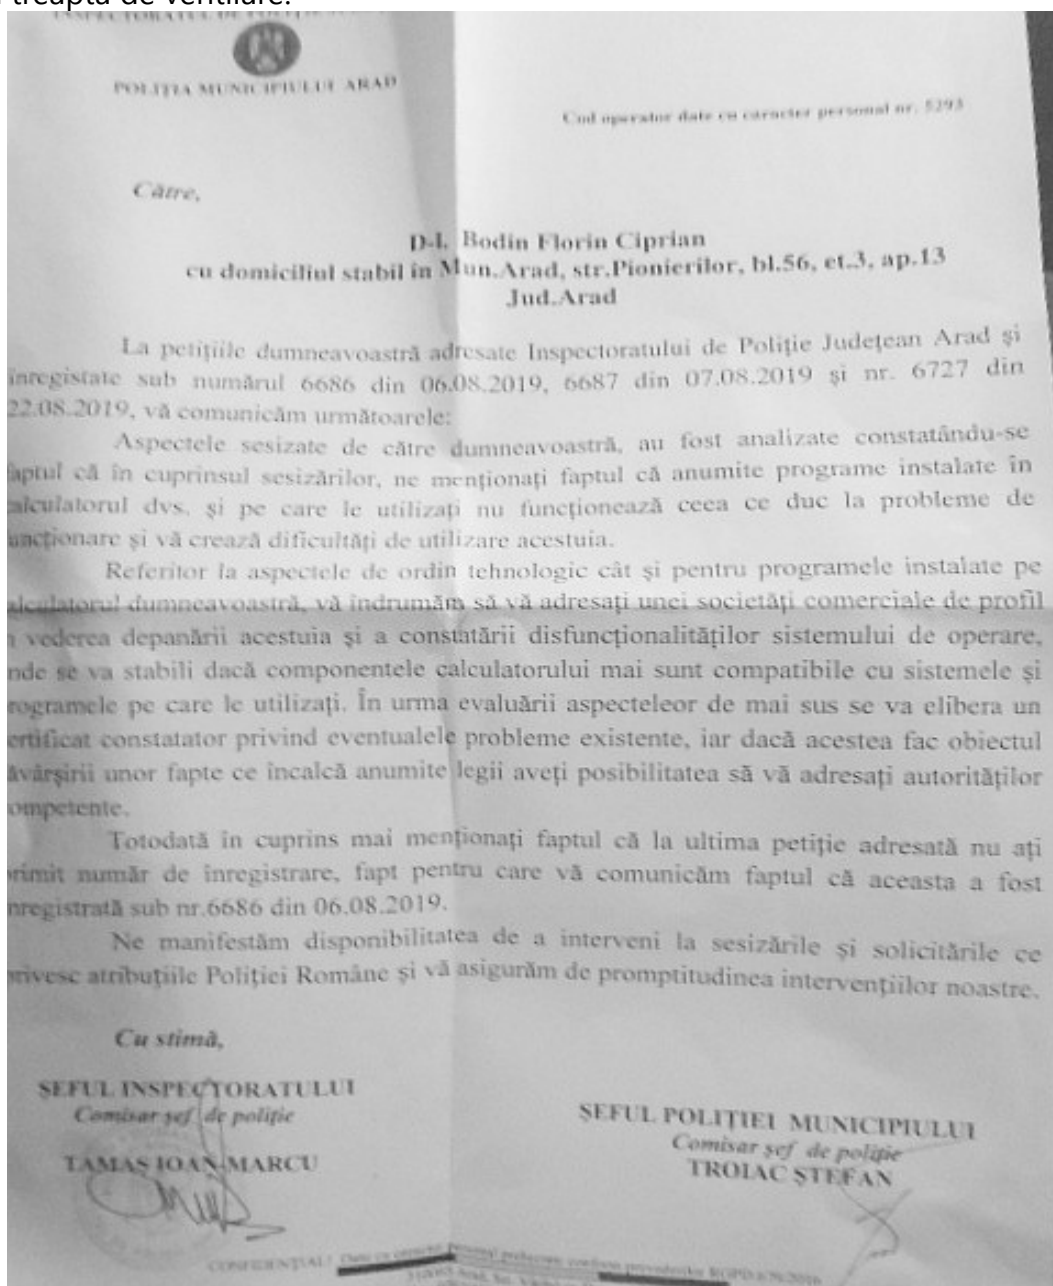 treapta de ventilare.
POLIȚIA MUNICIPIULUI ARAD
Cod operator date cu caracter personal nr. 5293
Către,
D-l. Bodin Florin Ciprian
cu domiciliul stabil în Mun.Arad, str.Pionierilor, bl.56, et.3, ap.13
Jud.Arad
La petițiile dumneavoastră adresate Inspectoratului de Poliție Județean Arad și
înregistate sub numărul 6686 din 06.08.2019, 6687 din 07.08.2019 și nr. 6727 din
22.08.2019, vă comunicăm următoarele:
Aspectele sesizate de către dumneavoastră, au fost analizate constatându-se
faptul că în cuprinsul sesizărilor, ne menționați faptul că anumite programe instalate în
calculatorul dvs. și pe care le utilizați nu funcționează ceea ce duc la probleme de
uncționare și vă crează dificultăți de utilizare acestuia.
Referitor la aspectele de ordin tehnologic cât și pentru programele instalate pe
alculatorul dumneavoastră, vă îndrumăm să vă adresați unei societăți comerciale de profil
n vederea depanării acestuia și a constatării disfuncționalităților sistemului de operare,
nde se va stabili dacă componentele calculatorului mai sunt compatibile cu sistemele și
rogramele pe care le utilizați. În urma evaluării aspecteleor de mai sus se va elibera un
ertificat constatator privind eventualele probleme existente, iar dacă acestea fac obiectul
ăvârșirii unor fapte ce încalcă anumite legii aveți posibilitatea să vă adresați autorităților
ompetente.
Totodată în cuprins mai menționați faptul că la ultima petiție adresată nu ați
rimit număr de înregistrare, fapt pentru care vă comunicăm faptul că aceasta a fost
nregistrată sub nr.6686 din 06.08.2019.
Ne manifestăm disponibilitatea de a interveni la sesizările și solicitările ce
rivesc atribuțiile Poliției Române și vă asigurăm de promptitudinea intervențiilor noastre.
Cu stimă,
ȘEFUL INSPECTORATULUI
Comisar șef de poliție
TAMAȘ IOAN-MARCU
ȘEFUL POLIȚIEI MUNICIPIULUI
Comisar șef de poliție
TROIAC ȘTEFAN
CONFIDENȚIAL!